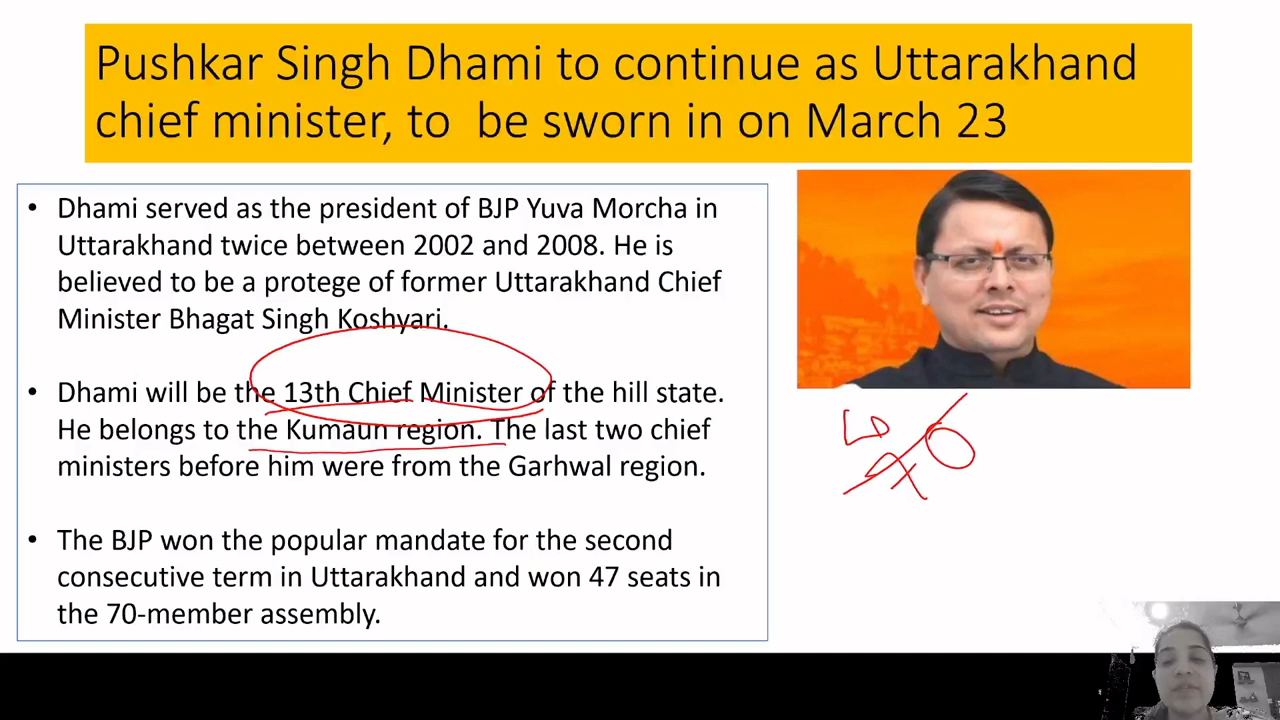 Pushkar Singh Dhami to continue as Uttarakhand
chief minister, to be sworn in on March 23
• Dhami served as the president of BJP Yuva Morcha in
Uttarakhand twice between 2002 and 2008. He is
believed to be a protege of former Uttarakhand Chief
Minister Bhagat Singh Koshyari.
• Dhami will be the 13th Chief Minister of the hill state.
He belongs to the Kumaun region. The last two chief
ministers before him were from the Garhwal region.
• The BJP won the popular mandate for the second
consecutive term in Uttarakhand and won 47 seats in
the 70-member assembly.